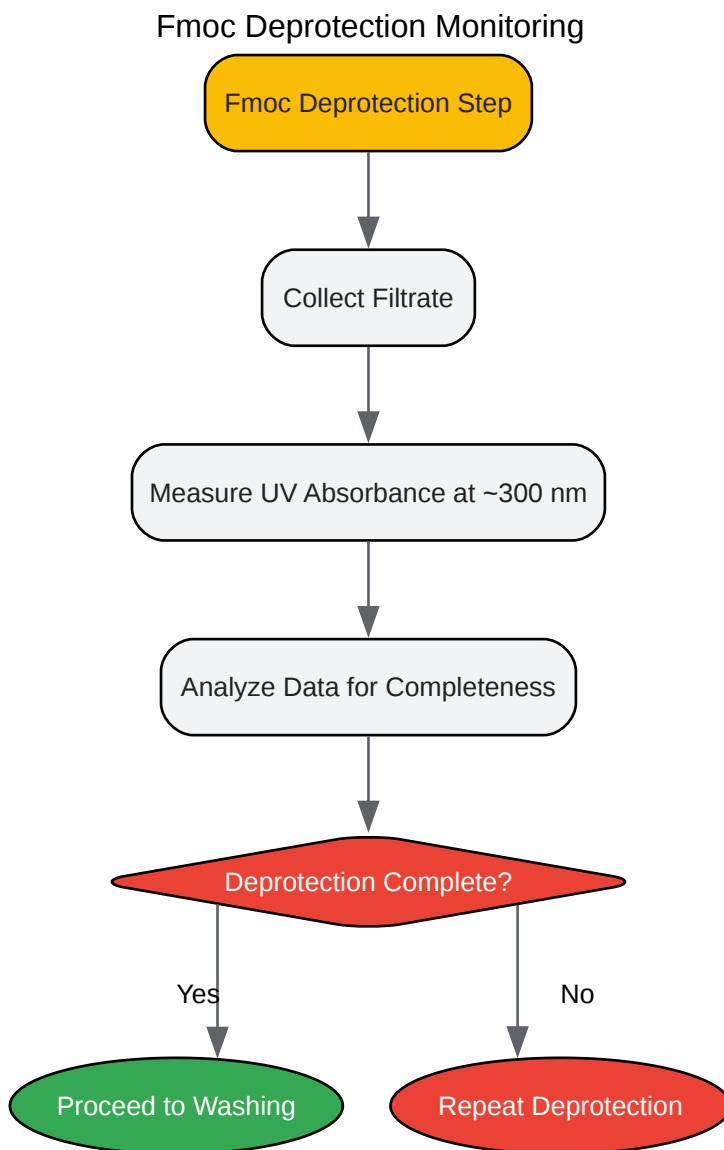 Fmoc Deprotection Monitoring
Fmoc Deprotection Step
Collect Filtrate
Measure UV Absorbance at ~300 nm
Analyze Data for Completeness
Deprotection Complete?
Yes
No
Proceed to Washing
Repeat Deprotection